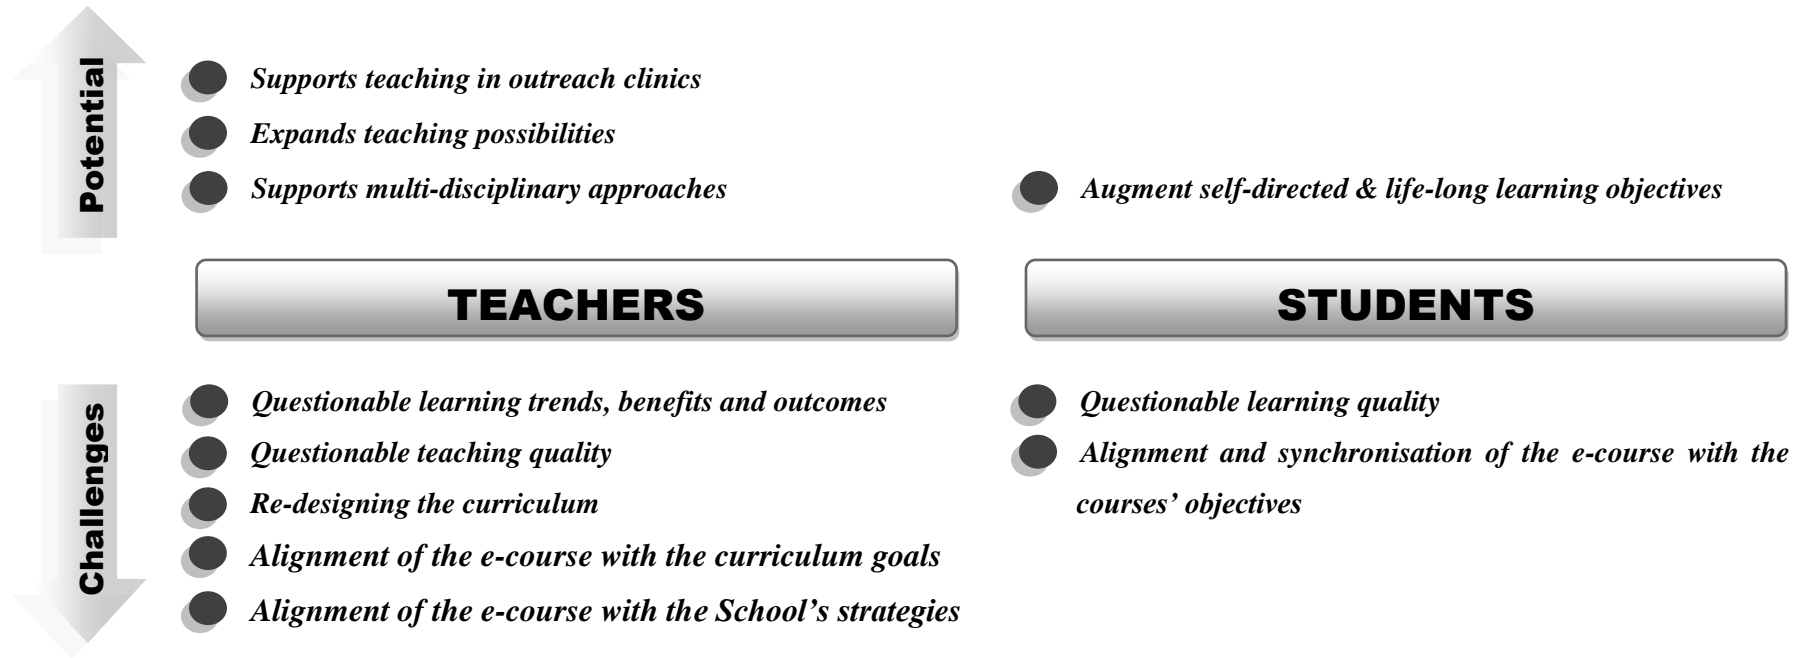 Potential
Supports teaching in outreach clinics
Expands teaching possibilities
Supports multi-disciplinary approaches
Augment self-directed & life-long learning objectives
TEACHERS
STUDENTS
Challenges
Questionable learning trends, benefits and outcomes
Questionable teaching quality
Re-designing the curriculum
Alignment of the e-course with the curriculum goals
Alignment of the e-course with the School’s strategies
Questionable learning quality
Alignment and synchronisation of the e-course with the
courses’ objectives